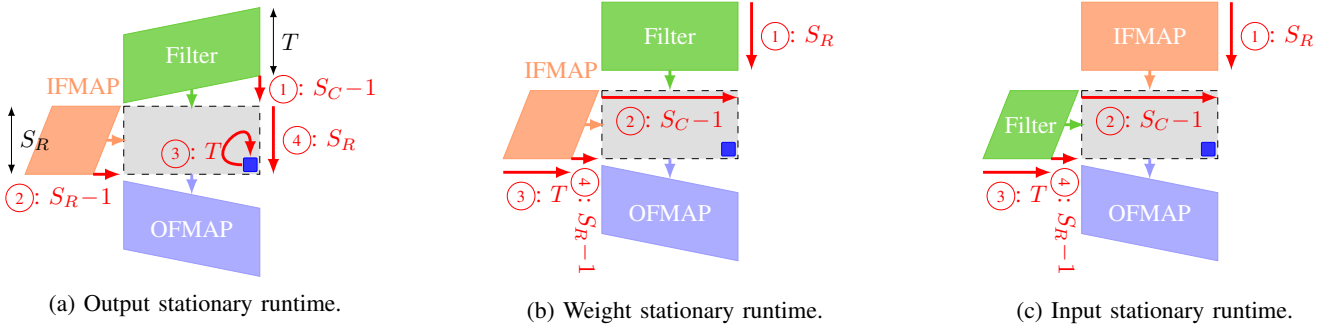 Filter
T
IFMAP
①: S_C−1
S_R
③: T
④: S_R
②: S_R−1
OFMAP
(a) Output stationary runtime.
Filter
①: S_R
IFMAP
②: S_C−1
③: T
④: S_R−1
OFMAP
(b) Weight stationary runtime.
IFMAP
①: S_R
Filter
②: S_C−1
③: T
④: S_R−1
OFMAP
(c) Input stationary runtime.